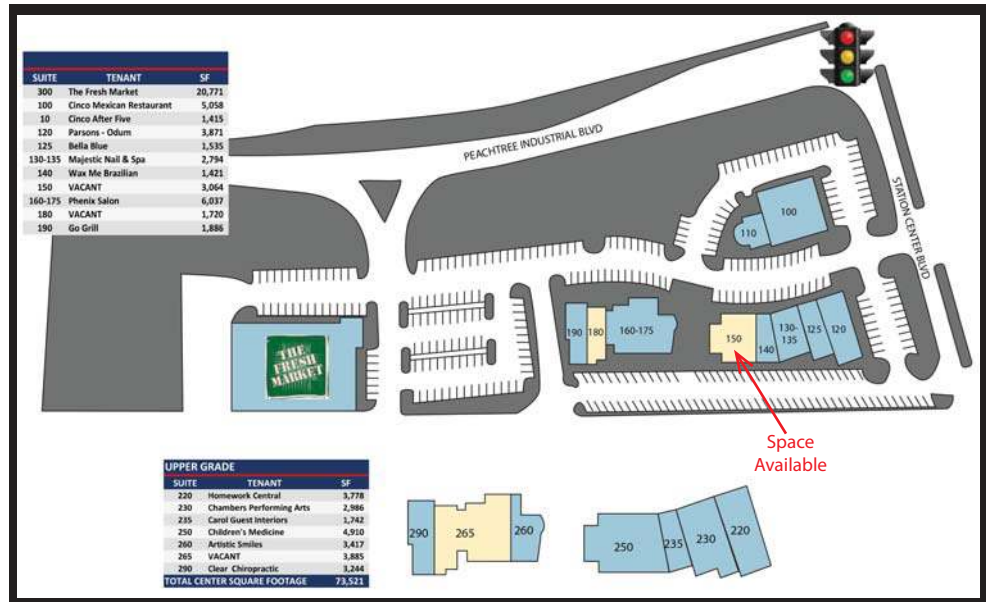 SUITE TENANT SF
300 The Fresh Market 20,771
100 Cinco Mexican Restaurant 5,058
10 Cinco After Five 1,415
120 Parsons - Odum 3,871
125 Bella Blue 1,535
130-135 Majestic Nail & Spa 2,794
140 Wax Me Brazilian 1,421
150 VACANT 3,064
160-175 Phenix Salon 6,037
180 VACANT 1,720
190 Go Grill 1,886
PEACHTREE INDUSTRIAL BLVD
STATION CENTER BLVD
100
110
THE
FRESH
MARKET
190
180
160-175
150
140
130-
135
125
120
Space
Available
UPPER GRADE
SUITE TENANT SF
220 Homework Central 3,778
230 Chambers Performing Arts 2,986
235 Carol Guest Interiors 1,742
250 Children's Medicine 4,910
260 Artistic Smiles 3,417
265 VACANT 3,885
290 Clear Chiropractic 3,244
TOTAL CENTER SQUARE FOOTAGE 73,521
290
265
260
250
235
230
220